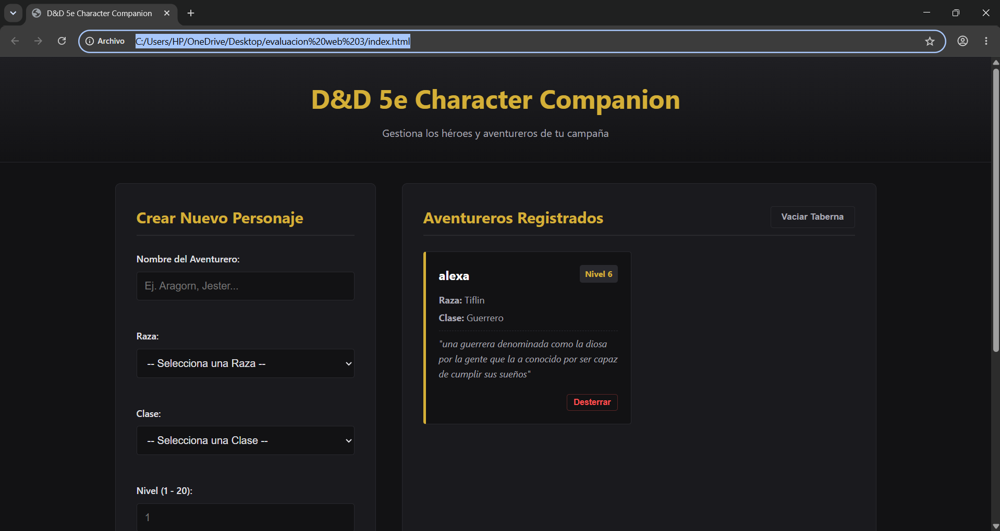 D&D 5e Character Companion
Archivo C:/Users/HP/OneDrive/Desktop/evaluacion%20web%203/index.html
D&D 5e Character Companion
Gestiona los héroes y aventureros de tu campaña
Crear Nuevo Personaje
Nombre del Aventurero:
Ej. Aragorn, Jester...
Raza:
-- Selecciona una Raza --
Clase:
-- Selecciona una Clase --
Nivel (1 - 20):
1
Aventureros Registrados
Vaciar Taberna
alexa
Nivel 6
Raza: Tiflin
Clase: Guerrero
"una guerrera denominada como la diosa
por la gente que la a conocido por ser capaz
de cumplir sus sueños"
Desterrar